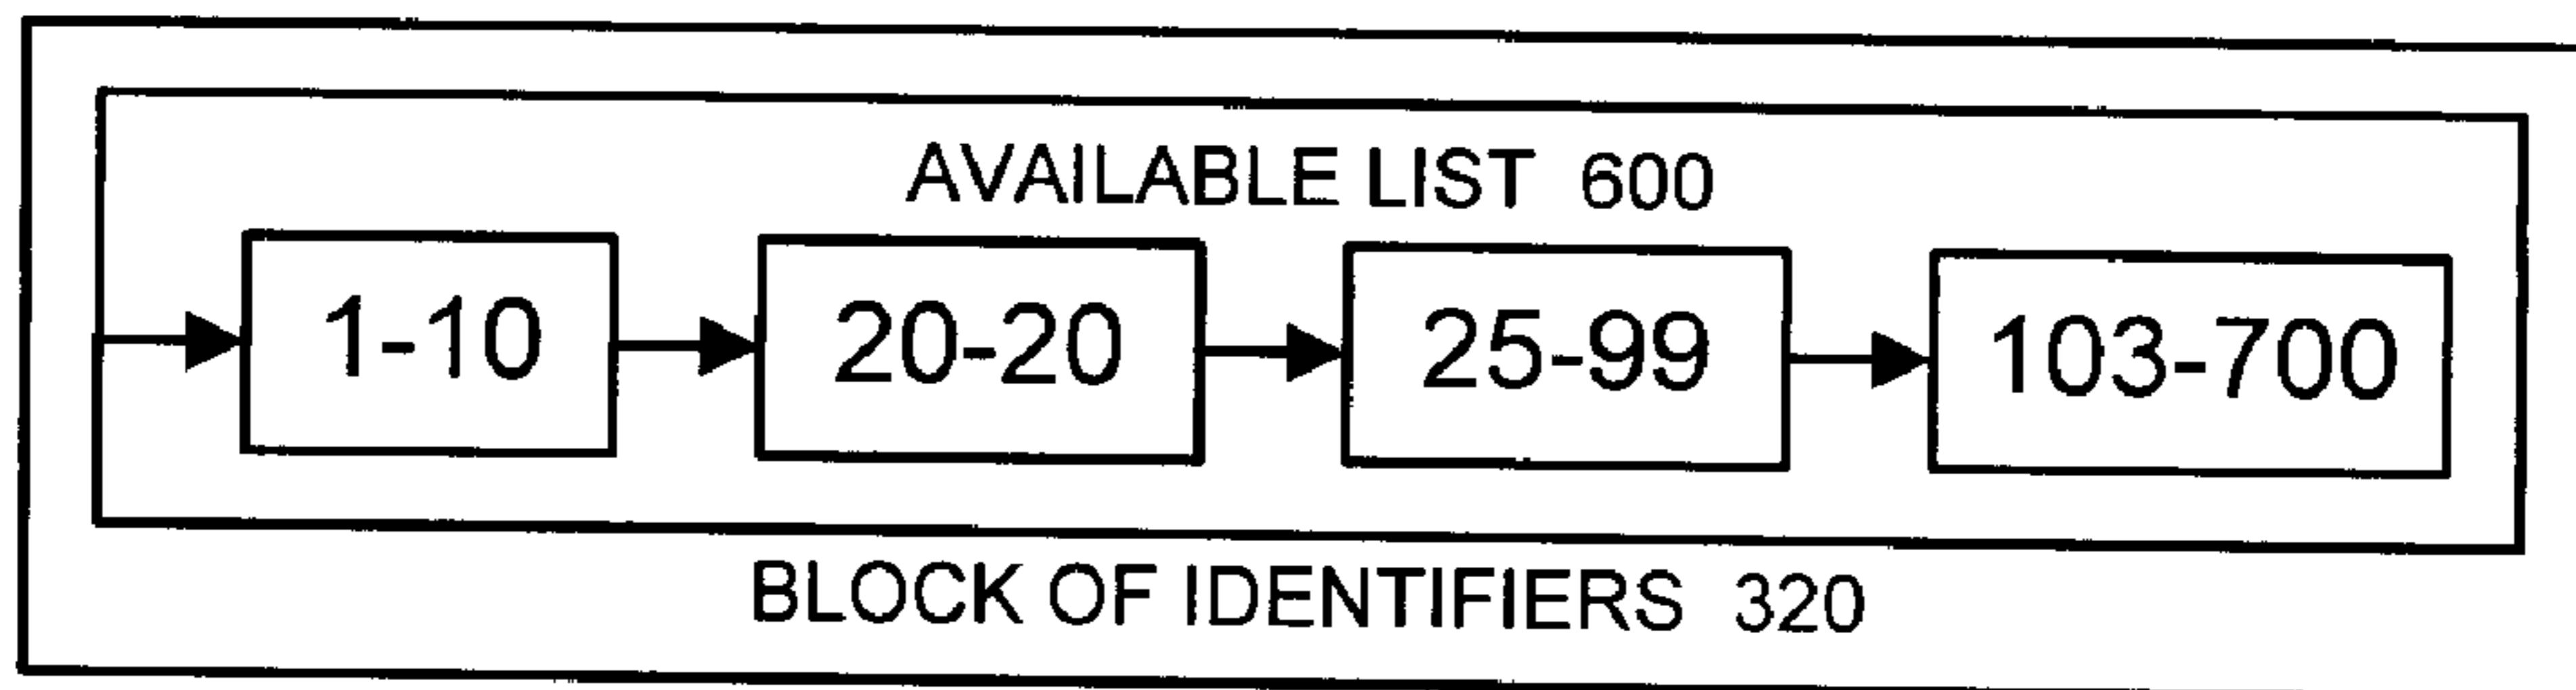 AVAILABLE LIST 600
1-10 20-20 25-99 103-700
BLOCK OF IDENTIFIERS 320